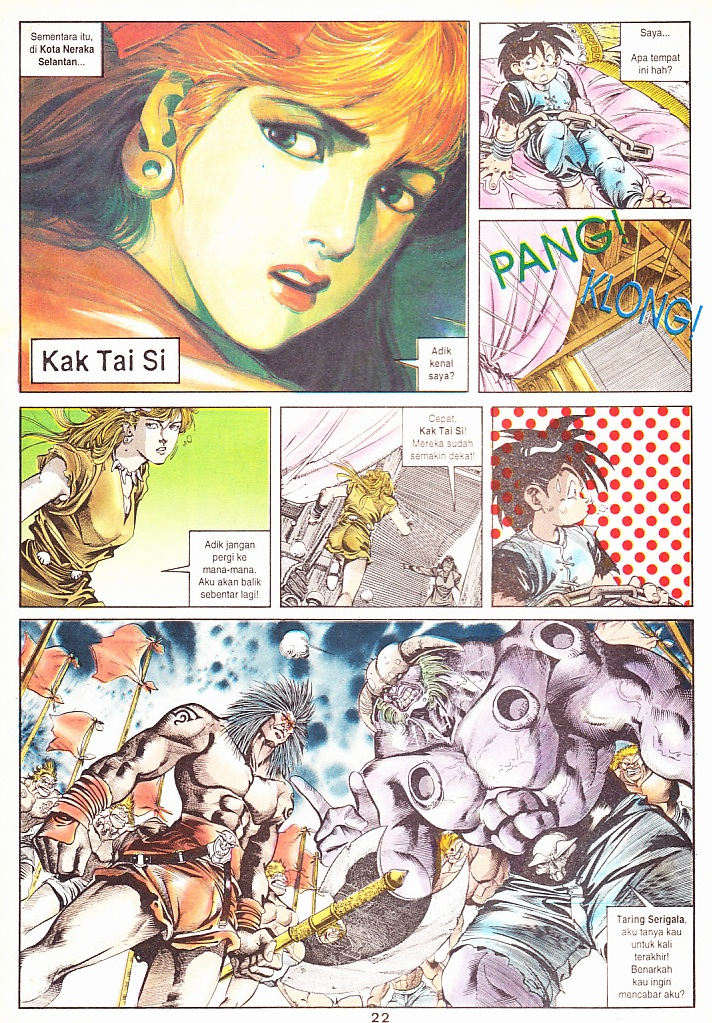 Sementara itu,
di Kota Neraka
Selantan...
Kak Tai Si
Adik
kenal
saya?
Saya...
Apa tempat
ini hah?
PANG!
KLONG!
Adik jangan
pergi ke
mana-mana.
Aku akan balik
sebentar lagi!
Cepat,
Kak Tai Si!
Mereka sudah
semakin dekat!
Taring Serigala,
aku tanya kau
untuk kali
terakhir!
Benarkah
kau ingin
mencabar aku?
22